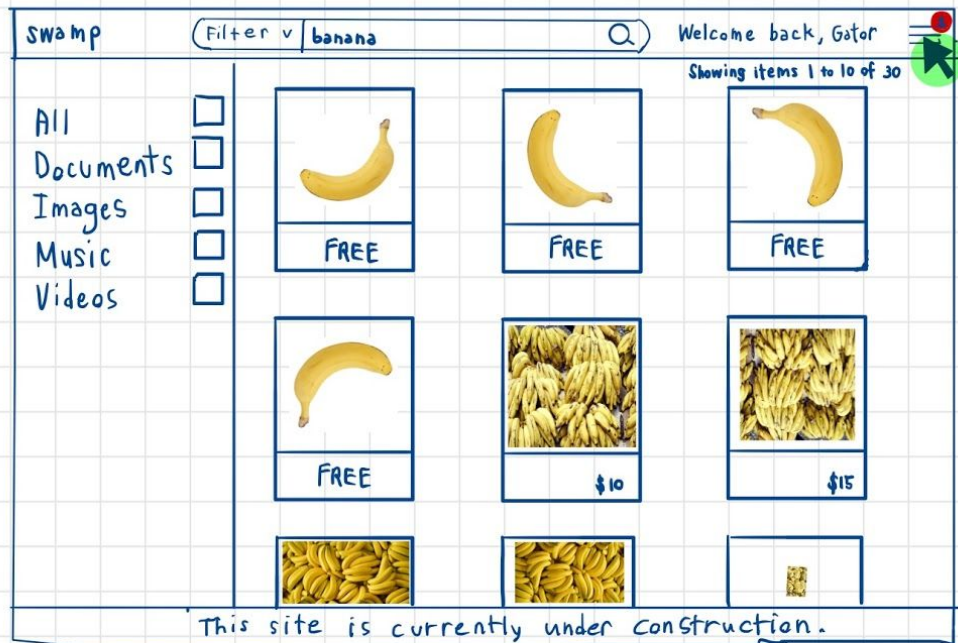 swamp
Filter v
banana
Welcome back, Gator
Showing items 1 to 10 of 30
All
Documents
Images
Music
Videos
FREE
FREE
FREE
FREE
$10
$15
This site is currently under construction.